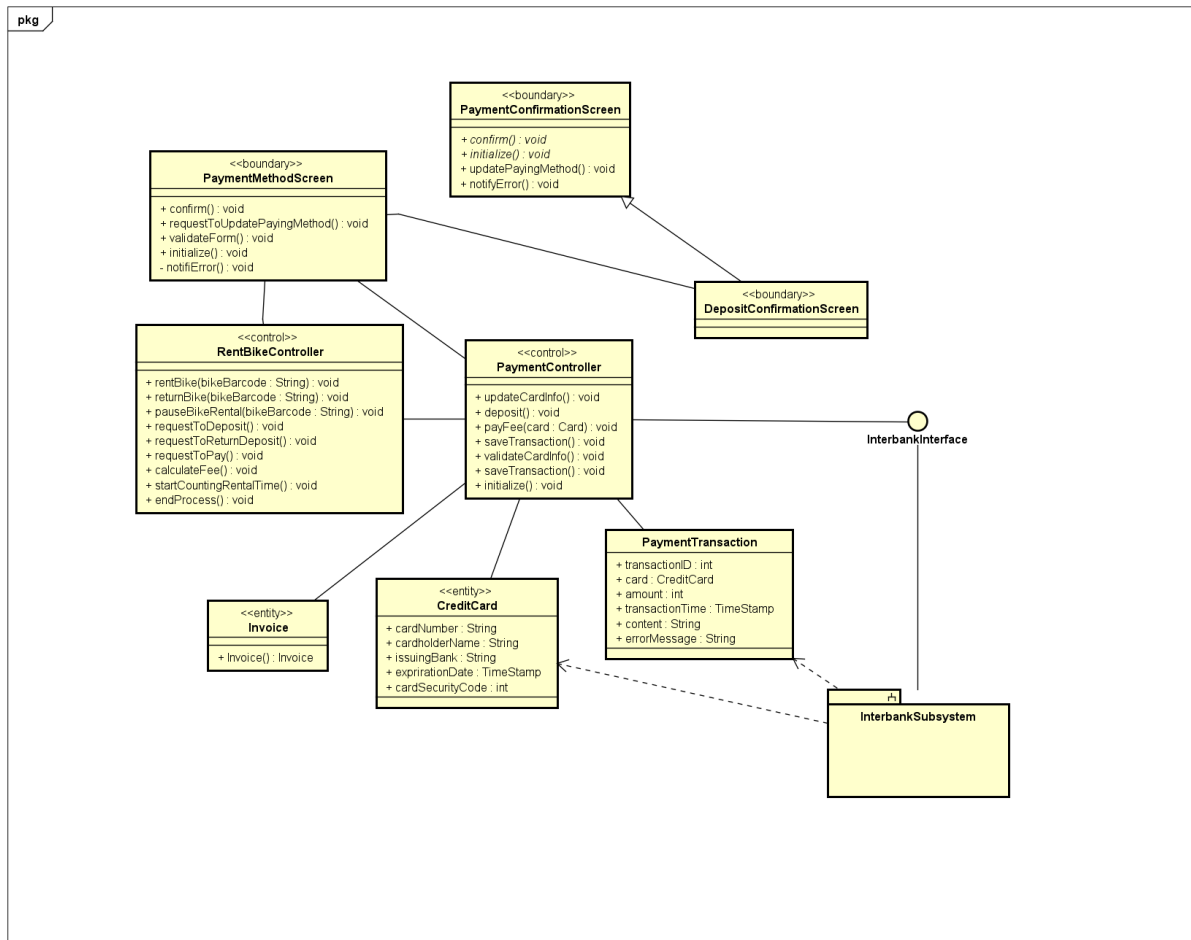 pkg
<<boundary>>
PaymentConfirmationScreen
+ confirm() : void
+ initialize() : void
+ updatePayingMethod() : void
+ notifyError() : void
<<boundary>>
PaymentMethodScreen
+ confirm() : void
+ requestToUpdatePayingMethod() : void
+ validateForm() : void
+ initialize() : void
- notifiError() : void
<<boundary>>
DepositConfirmationScreen
<<control>>
RentBikeController
+ rentBike(bikeBarcode : String) : void
+ returnBike(bikeBarcode : String) : void
+ pauseBikeRental(bikeBarcode : String) : void
+ requestToDeposit() : void
+ requestToReturnDeposit() : void
+ requestToPay() : void
+ calculateFee() : void
+ startCountingRentalTime() : void
+ endProcess() : void
<<control>>
PaymentController
+ updateCardInfo() : void
+ deposit() : void
+ payFee(card : Card) : void
+ saveTransaction() : void
+ validateCardInfo() : void
+ saveTransaction() : void
+ initialize() : void
InterbankInterface
PaymentTransaction
+ transactionID : int
+ card : CreditCard
+ amount : int
+ transactionTime : TimeStamp
+ content : String
+ errorMessage : String
<<entity>>
CreditCard
+ cardNumber : String
+ cardholderName : String
+ issuingBank : String
+ exprirationDate : TimeStamp
+ cardSecurityCode : int
<<entity>>
Invoice
+ Invoice() : Invoice
InterbankSubsystem